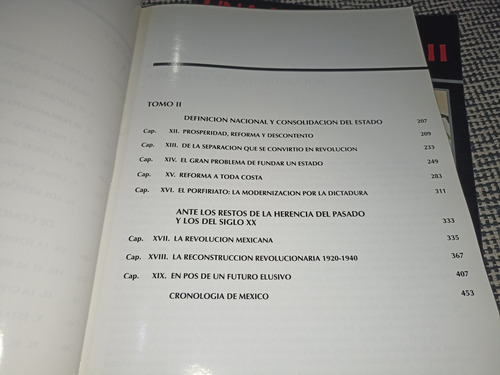 UNA
II
TOMO II
DEFINICION NACIONAL Y CONSOLIDACION DEL ESTADO 207
Cap. XII. PROSPERIDAD, REFORMA Y DESCONTENTO 209
Cap. XIII. DE LA SEPARACION QUE SE CONVIRTIO EN REVOLUCION 233
Cap. XIV. EL GRAN PROBLEMA DE FUNDAR UN ESTADO 249
Cap. XV. REFORMA A TODA COSTA 283
Cap. XVI. EL PORFIRIATO: LA MODERNIZACION POR LA DICTADURA 311
ANTE LOS RESTOS DE LA HERENCIA DEL PASADO
Y LOS DEL SIGLO XX 333
Cap. XVII. LA REVOLUCION MEXICANA 335
Cap. XVIII. LA RECONSTRUCCION REVOLUCIONARIA 1920-1940 367
Cap. XIX. EN POS DE UN FUTURO ELUSIVO 407
CRONOLOGIA DE MEXICO 453